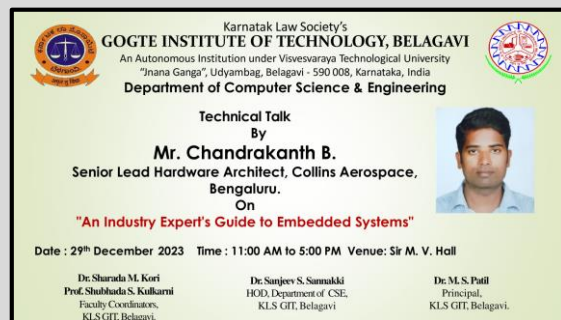 Karnatak Law Society's
GOGTE INSTITUTE OF TECHNOLOGY, BELAGAVI
An Autonomous Institution under Visvesvaraya Technological University
"Jnana Ganga", Udyambag, Belagavi - 590 008, Karnataka, India
Department of Computer Science & Engineering
Technical Talk
By
Mr. Chandrakanth B.
Senior Lead Hardware Architect, Collins Aerospace,
Bengaluru.
On
"An Industry Expert's Guide to Embedded Systems"
Date : 29th December 2023 Time : 11:00 AM to 5:00 PM Venue: Sir M. V. Hall
Dr. Sharada M. Kori
Prof. Shubhada S. Kulkarni
Faculty Coordinators,
KLS GIT, Belagavi.
Dr. Sanjeev S. Sannakki
HOD, Department of CSE,
KLS GIT, Belagavi
Dr. M. S. Patil
Principal,
KLS GIT, Belagavi.